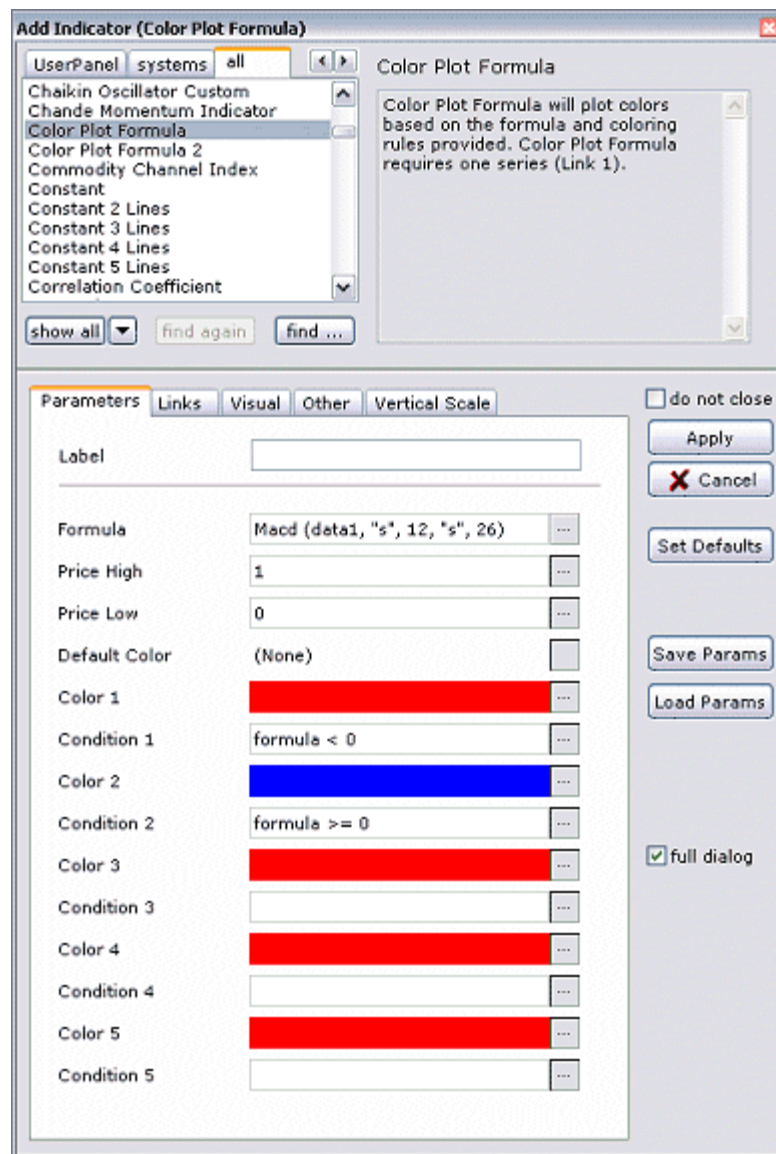 Add Indicator (Color Plot Formula)
UserPanel systems all
Chaikin Oscillator Custom
Chande Momentum Indicator
Color Plot Formula
Color Plot Formula 2
Commodity Channel Index
Constant
Constant 2 Lines
Constant 3 Lines
Constant 4 Lines
Constant 5 Lines
Correlation Coefficient
show all find again find ...
Color Plot Formula
Color Plot Formula will plot colors
based on the formula and coloring
rules provided. Color Plot Formula
requires one series (Link 1).
Parameters Links Visual Other Vertical Scale
Label
Formula Macd (data1, "s", 12, "s", 26) ...
Price High 1 ...
Price Low 0 ...
Default Color (None)
Color 1 ...
Condition 1 formula < 0 ...
Color 2 ...
Condition 2 formula >= 0 ...
Color 3 ...
Condition 3 ...
Color 4 ...
Condition 4 ...
Color 5 ...
Condition 5 ...
do not close
Apply
Cancel
Set Defaults
Save Params
Load Params
full dialog